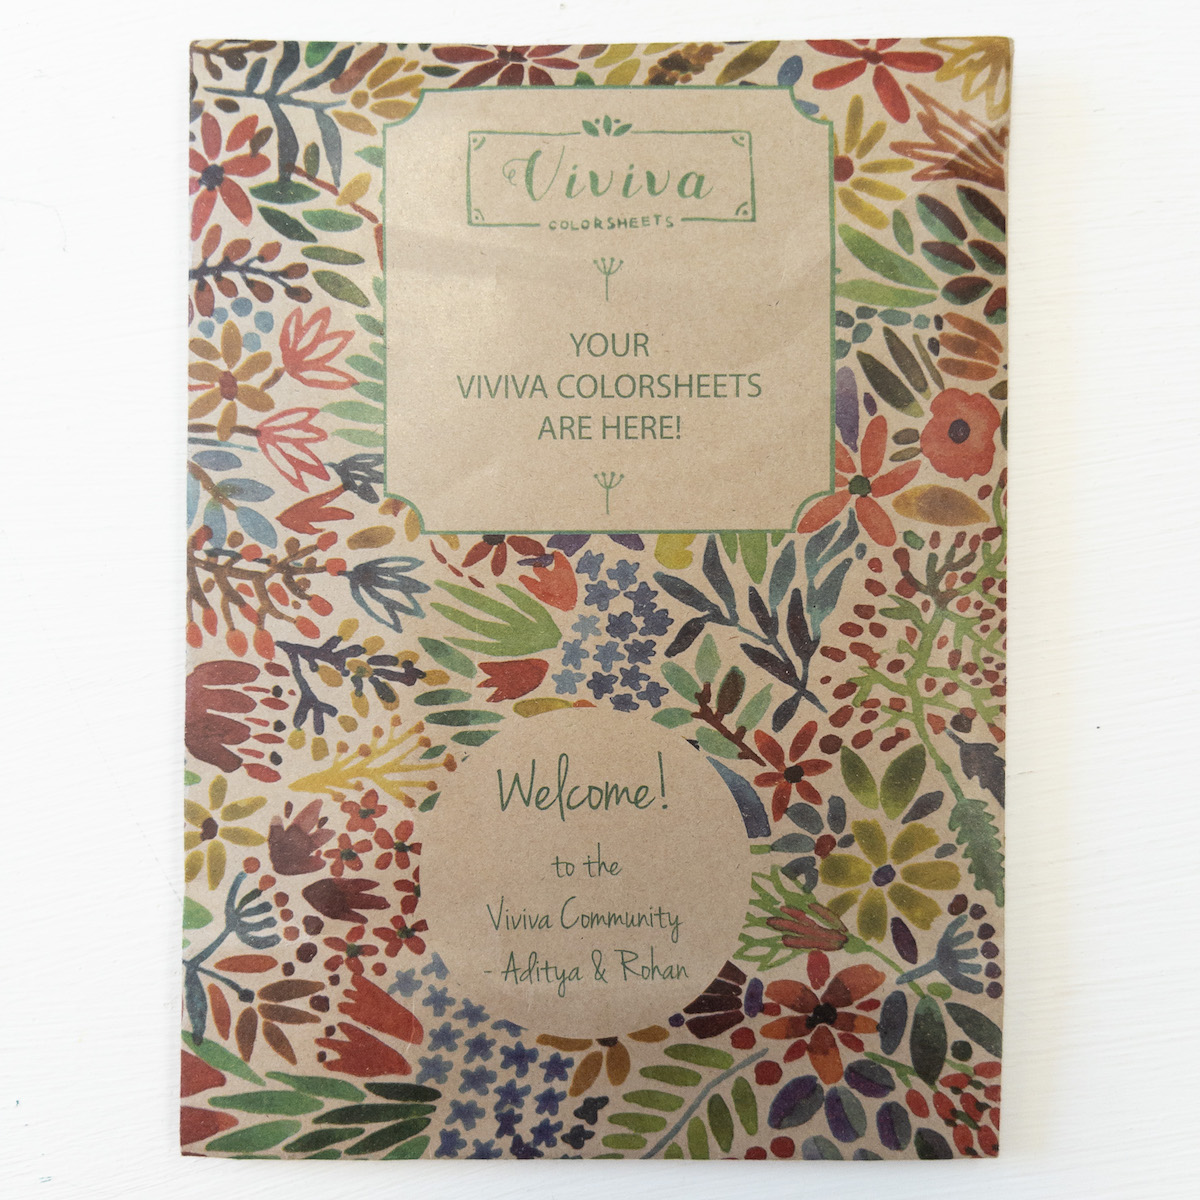 Viviva
COLORSHEETS
YOUR
VIVIVA COLORSHEETS
ARE HERE!
Welcome!
to the
Viviva Community
- Aditya & Rohan